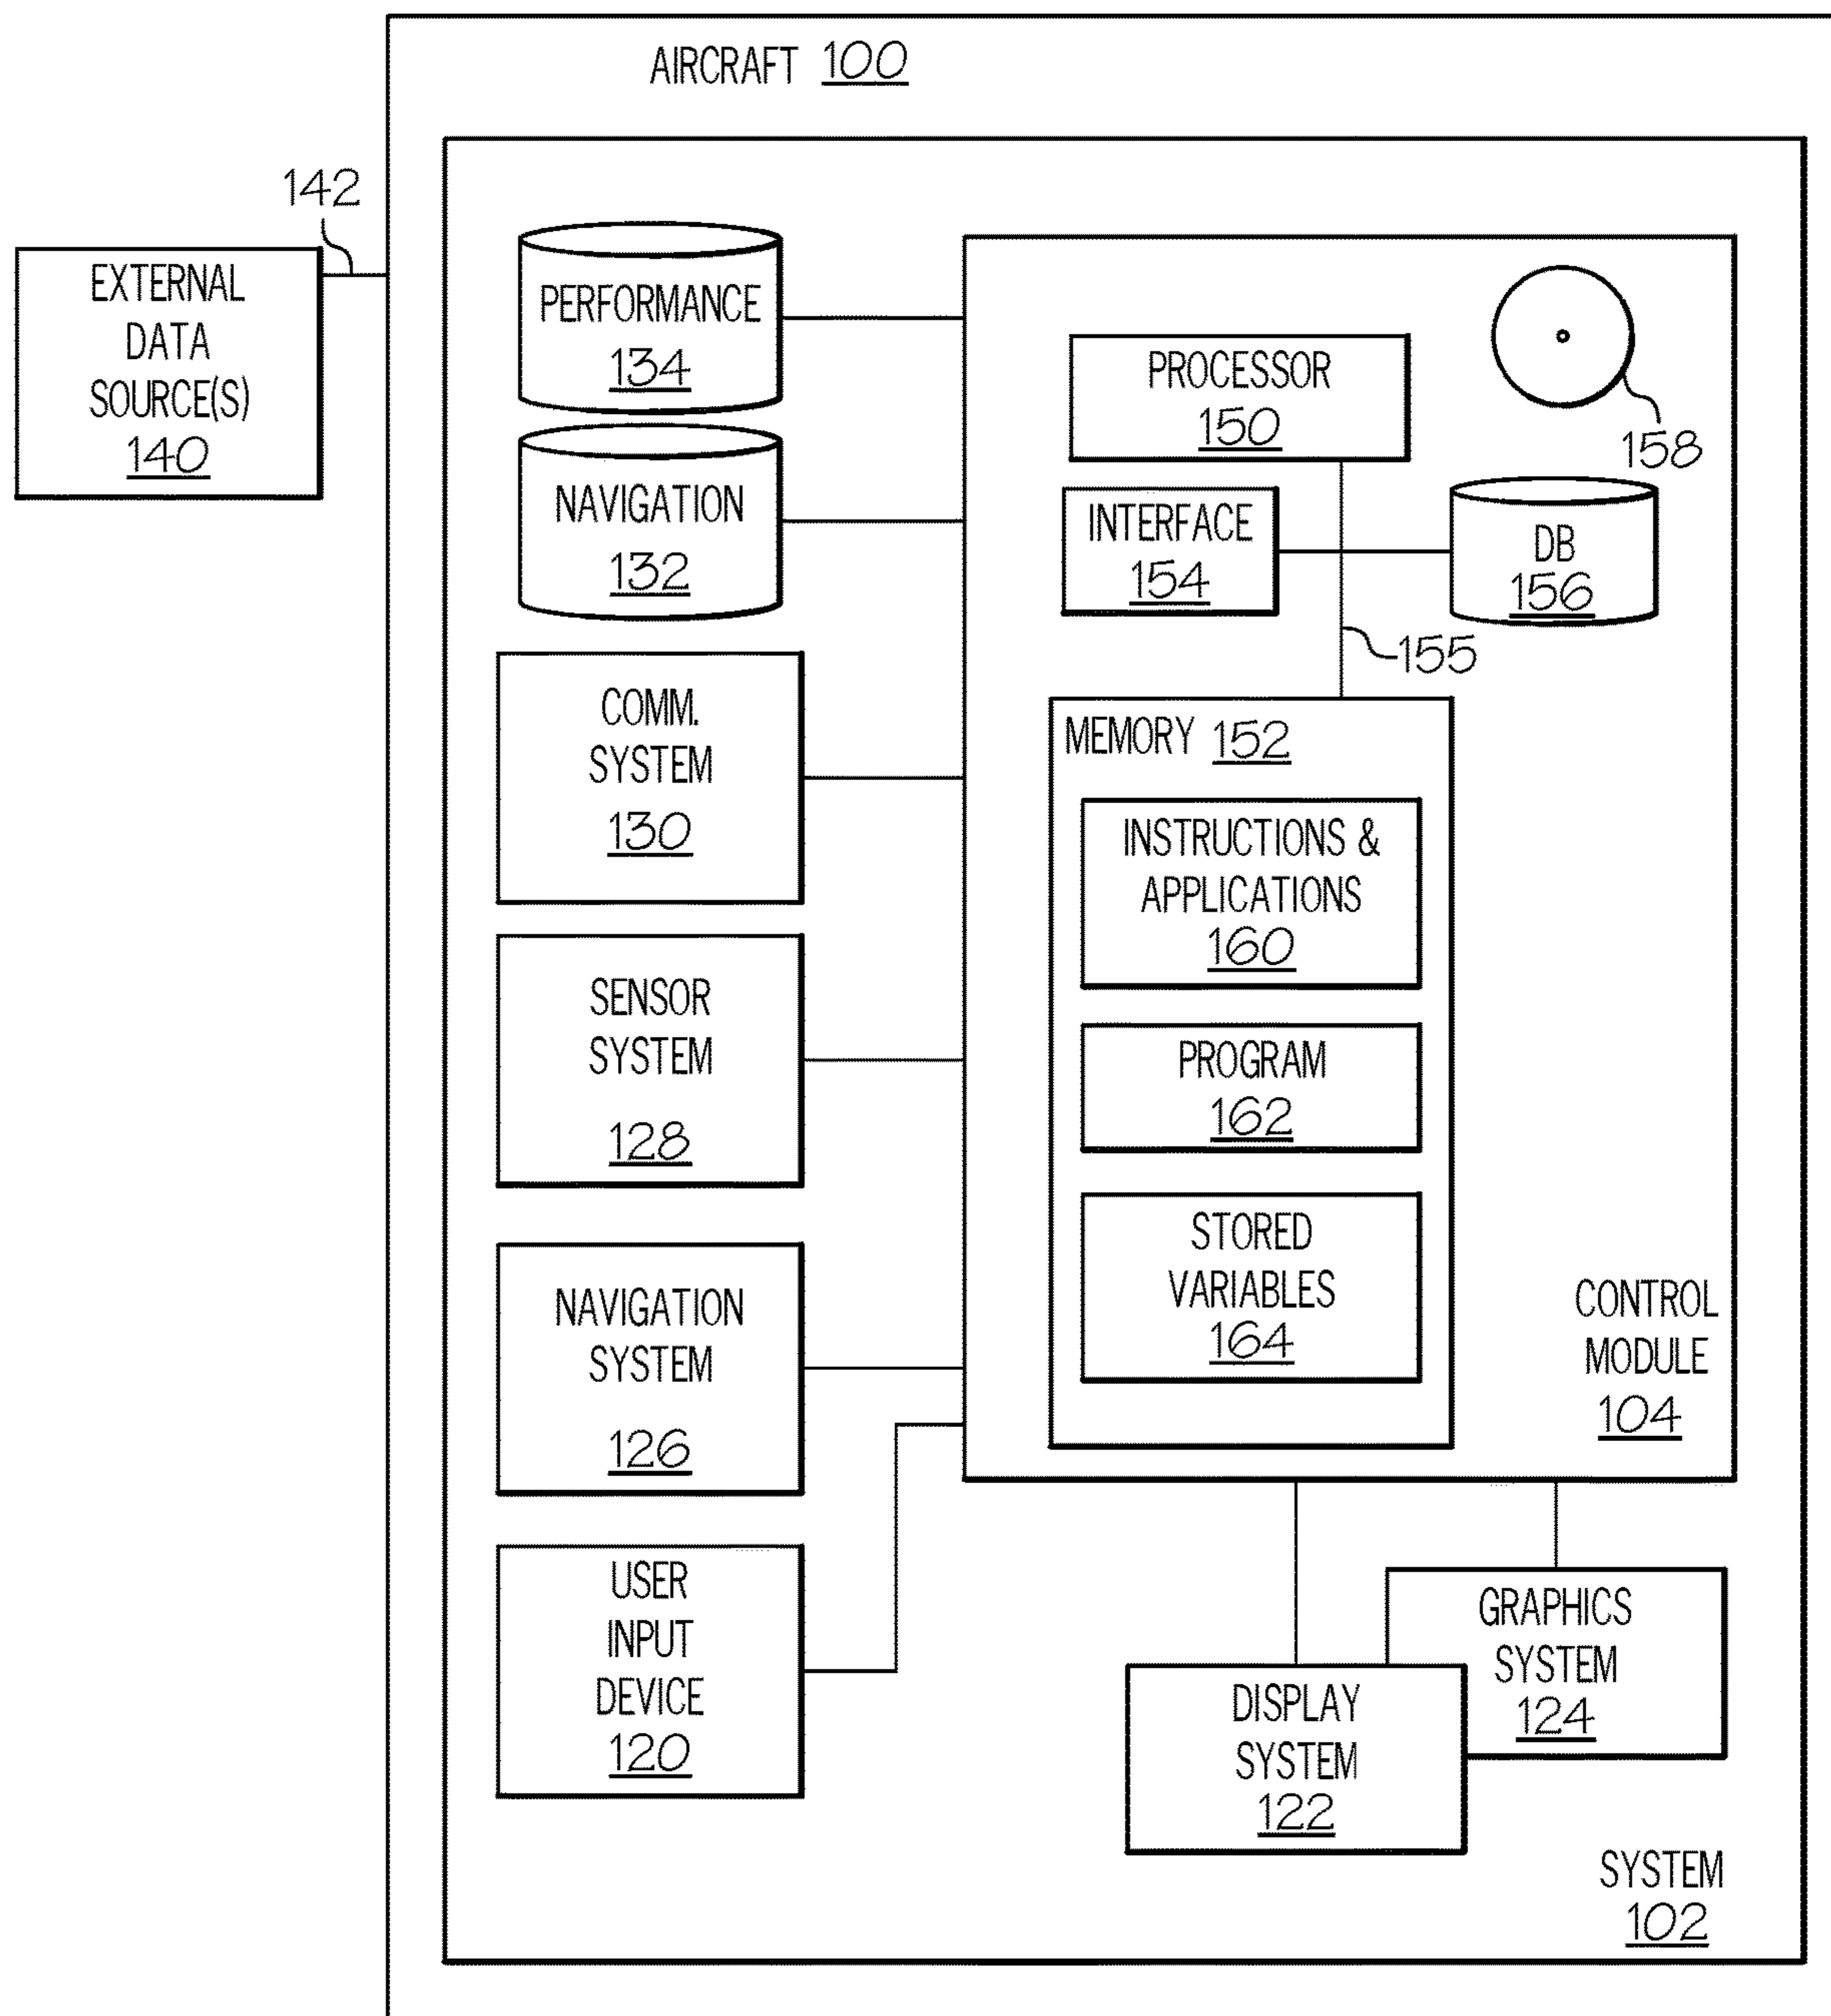 AIRCRAFT 100
142
EXTERNAL
DATA
SOURCE(S)
140
PERFORMANCE
134
NAVIGATION
132
COMM.
SYSTEM
130
SENSOR
SYSTEM
128
NAVIGATION
SYSTEM
126
USER
INPUT
DEVICE
120
PROCESSOR
150
158
INTERFACE
154
DB
156
155
MEMORY 152
INSTRUCTIONS &
APPLICATIONS
160
PROGRAM
162
STORED
VARIABLES
164
CONTROL
MODULE
104
GRAPHICS
SYSTEM
124
DISPLAY
SYSTEM
122
SYSTEM
102